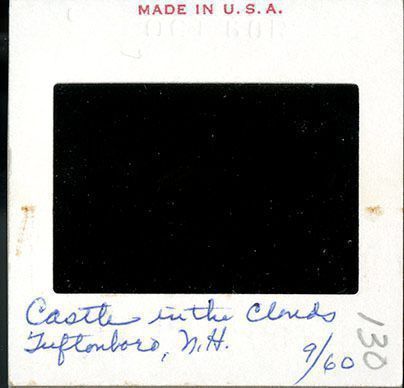 MADE IN U.S.A.
Castle in the Clouds
Tuftonboro, N.H.
9/60
130